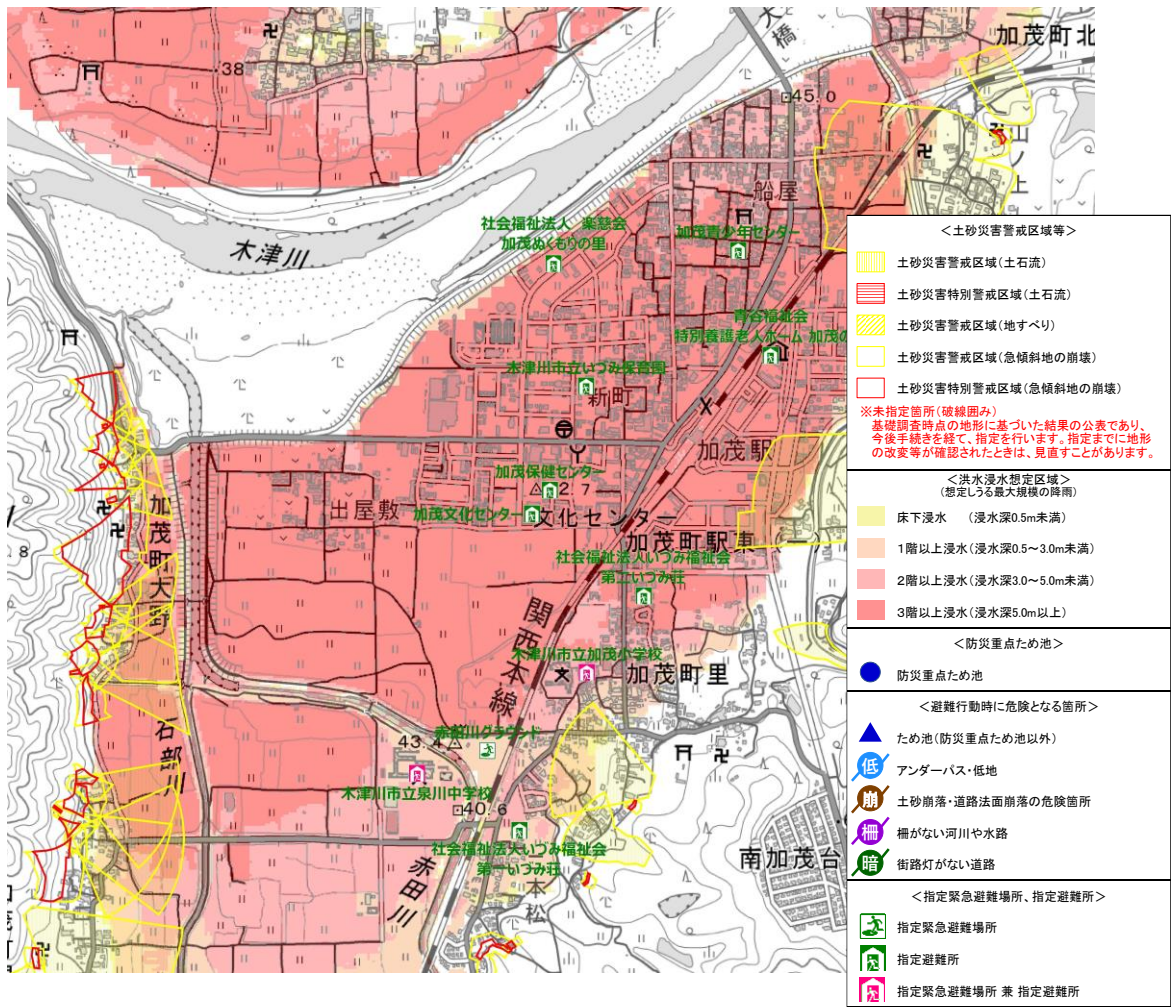 加茂町北
大橋
・38
45.0
山ノ上
船屋
木津川
社会福祉法人 楽慈会
加茂ぬくもりの里
加茂青少年センター
特別養護老人ホーム 加茂の
木津川市立いづみ保育園
新町
加茂駅
加茂保健センター
出屋敷
加茂文化センター
文化センター
加茂町駅東
社会福祉法人いづみ福祉会
第二いづみ荘
加茂町大野
関西本線
木津川市立加茂小学校
加茂町里
石部川
赤田川グラウンド
43.4
木津川市立泉川中学校
40.6
社会福祉法人いづみ福祉会
第一いづみ荘
赤田川
一本松
南加茂台
<土砂災害警戒区域等>
土砂災害警戒区域(土石流)
土砂災害特別警戒区域(土石流)
土砂災害警戒区域(地すべり)
土砂災害警戒区域(急傾斜地の崩壊)
土砂災害特別警戒区域(急傾斜地の崩壊)
※未指定箇所(破線囲み)
基礎調査時点の地形に基づいた結果の公表であり、
今後手続きを経て、指定を行います。指定までに地形
の改変等が確認されたときは、見直すことがあります。
<洪水浸水想定区域>
(想定しうる最大規模の降雨)
床下浸水 (浸水深0.5m未満)
1階以上浸水(浸水深0.5~3.0m未満)
2階以上浸水(浸水深3.0~5.0m未満)
3階以上浸水(浸水深5.0m以上)
<防災重点ため池>
防災重点ため池
<避難行動時に危険となる箇所>
ため池(防災重点ため池以外)
低 アンダーパス・低地
崩 土砂崩落・道路法面崩落の危険箇所
柵 柵がない河川や水路
暗 街路灯がない道路
<指定緊急避難場所、指定避難所>
指定緊急避難場所
指定避難所
指定緊急避難場所 兼 指定避難所